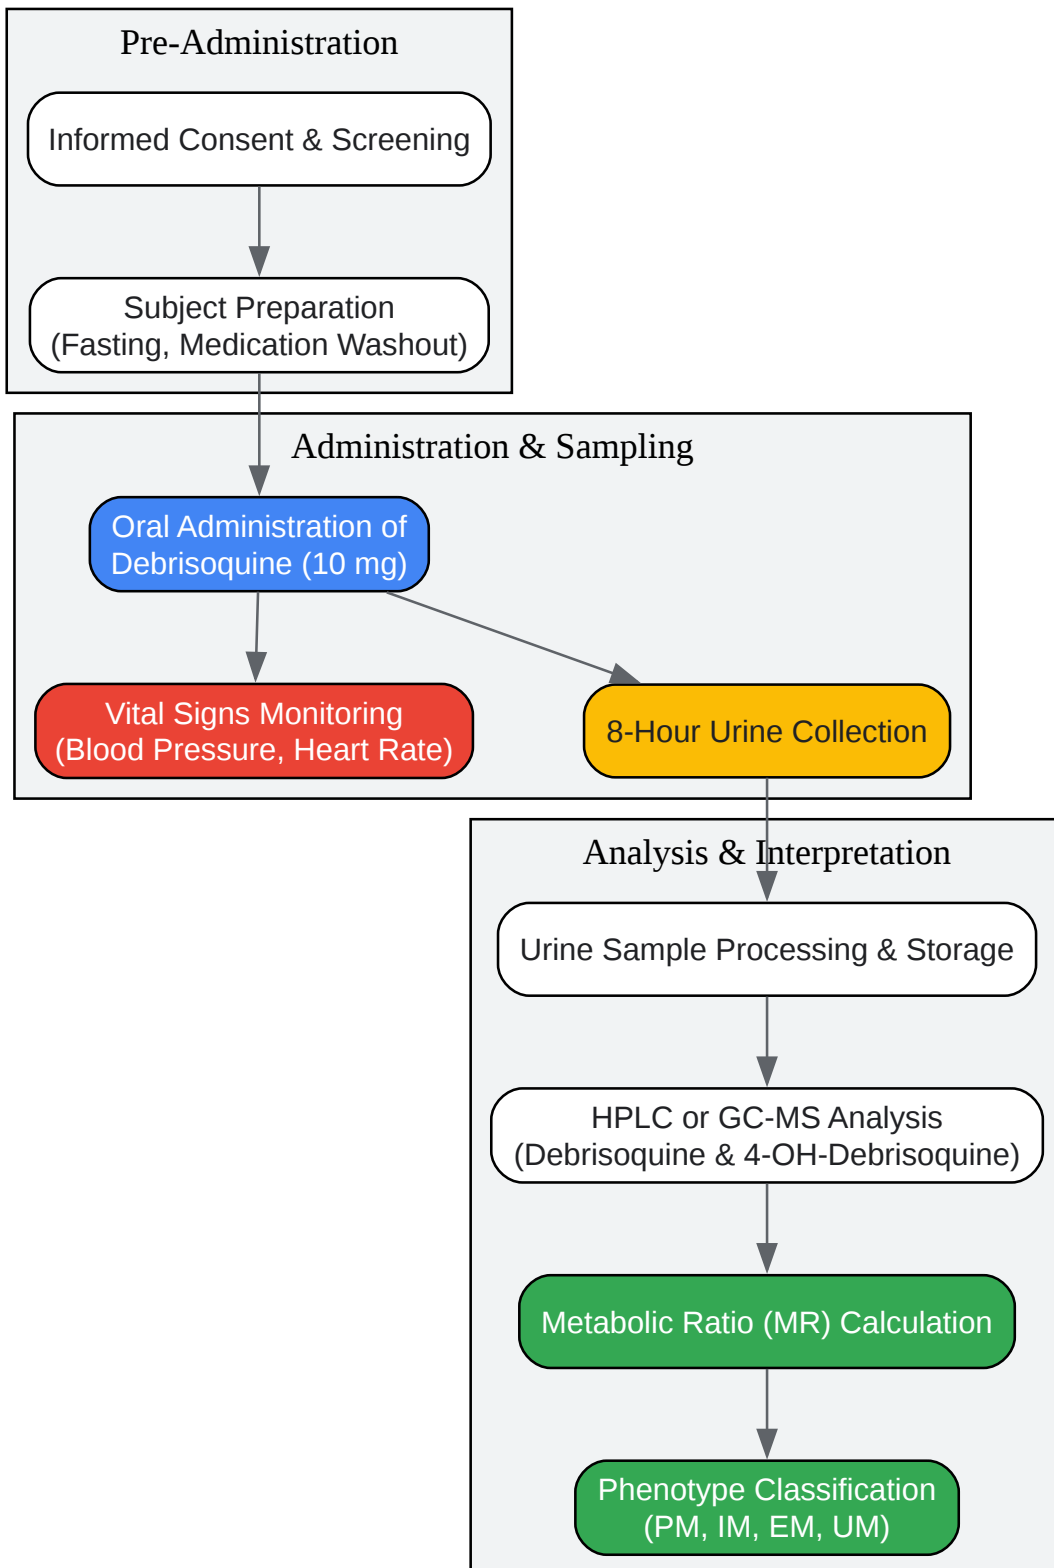 Pre-Administration
Informed Consent & Screening
Subject Preparation
(Fasting, Medication Washout)
Administration & Sampling
Oral Administration of
Debrisoquine (10 mg)
Vital Signs Monitoring
(Blood Pressure, Heart Rate)
8-Hour Urine Collection
Analysis & Interpretation
Urine Sample Processing & Storage
HPLC or GC-MS Analysis
(Debrisoquine & 4-OH-Debrisoquine)
Metabolic Ratio (MR) Calculation
Phenotype Classification
(PM, IM, EM, UM)